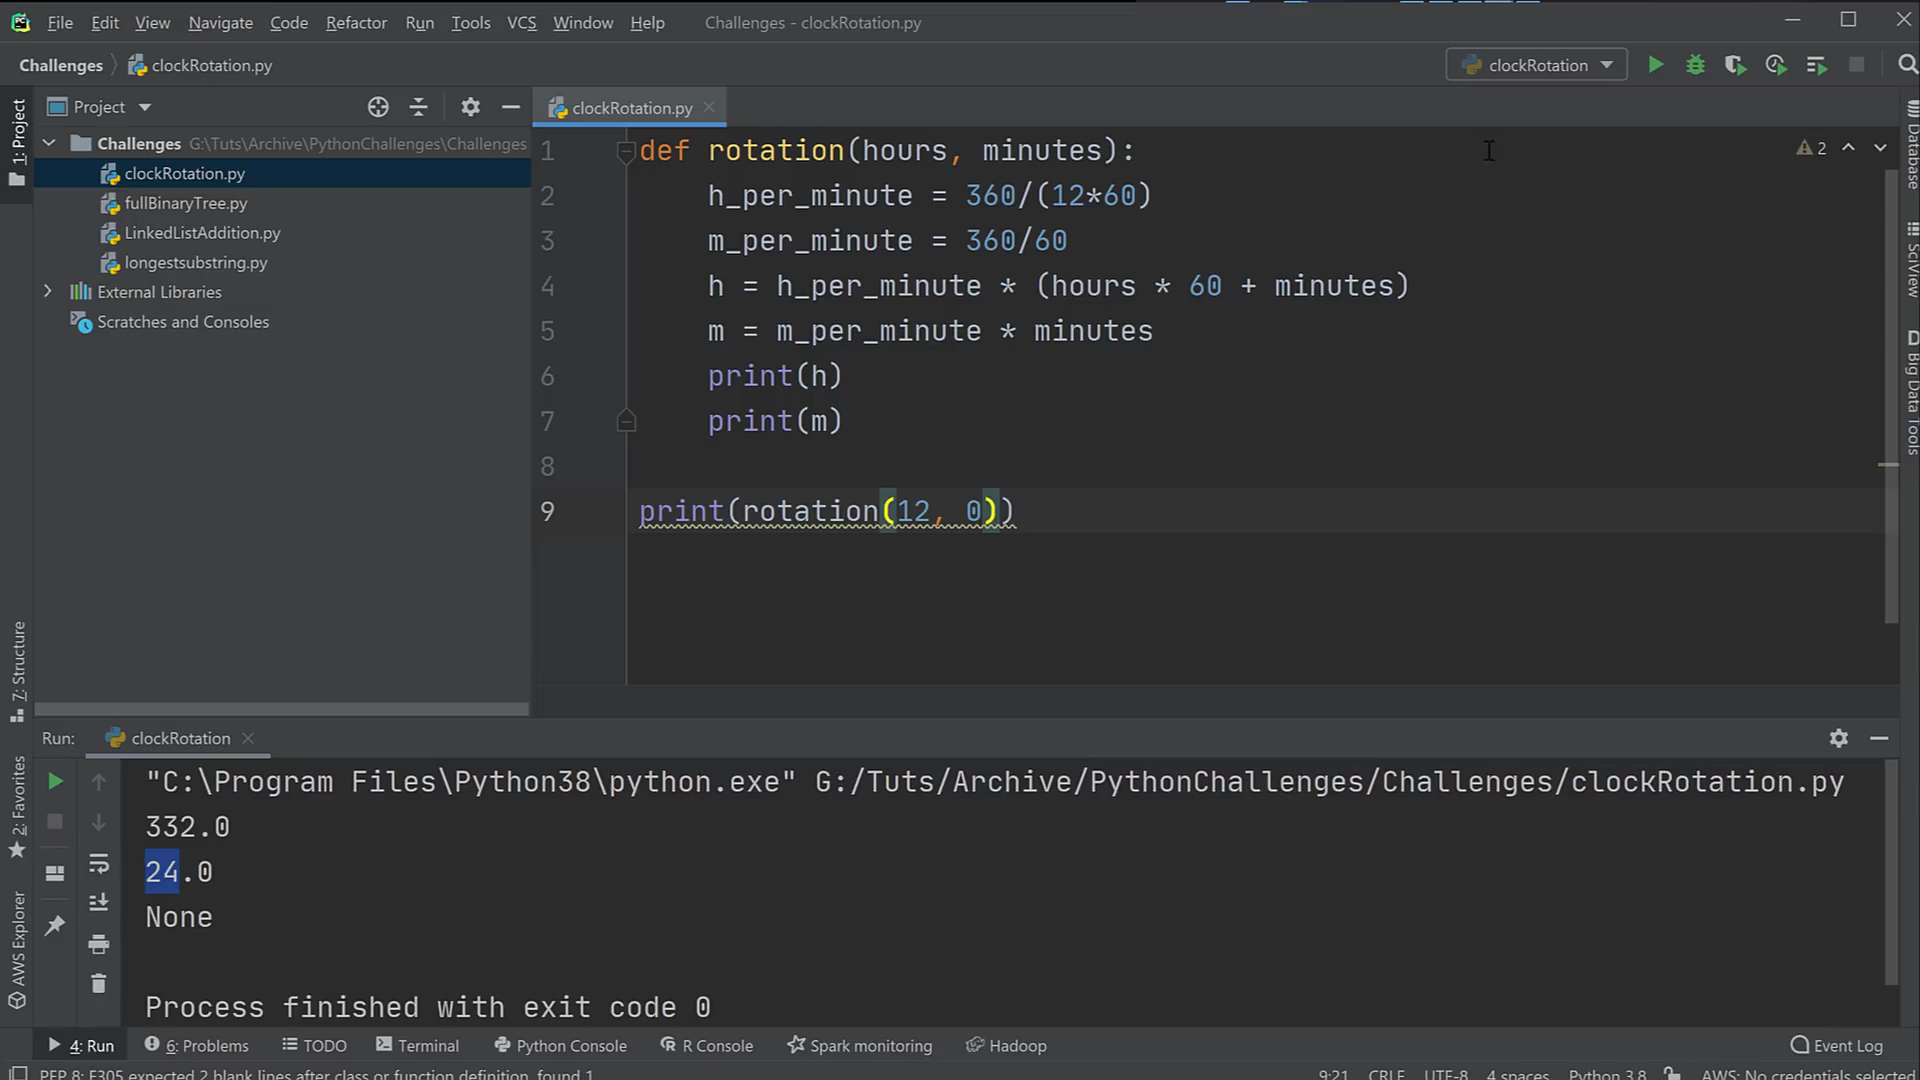 File Edit View Navigate Code Refactor Run Tools VCS Window Help Challenges - clockRotation.py
Challenges clockRotation.py clockRotation
1: Project
Project
clockRotation.py
Challenges G:\Tuts\Archive\PythonChallenges\Challenges
clockRotation.py
fullBinaryTree.py
LinkedListAddition.py
longestsubstring.py
External Libraries
Scratches and Consoles
1 def rotation(hours, minutes):
2 h_per_minute = 360/(12*60)
3 m_per_minute = 360/60
4 h = h_per_minute * (hours * 60 + minutes)
5 m = m_per_minute * minutes
6 print(h)
7 print(m)
8
9 print(rotation(12, 0))
2
Database
SciView
D Big Data Tools
7: Structure
2: Favorites
AWS Explorer
Run: clockRotation
"C:\Program Files\Python38\python.exe" G:/Tuts/Archive/PythonChallenges/Challenges/clockRotation.py
332.0
24.0
None
Process finished with exit code 0
4: Run 6: Problems TODO Terminal Python Console R Console Spark monitoring Hadoop Event Log
PEP 8: E305 expected 2 blank lines after class or function definition, found 1 9:21 CRLF UTF-8 4 spaces Python 3.8 AWS: No credentials selected